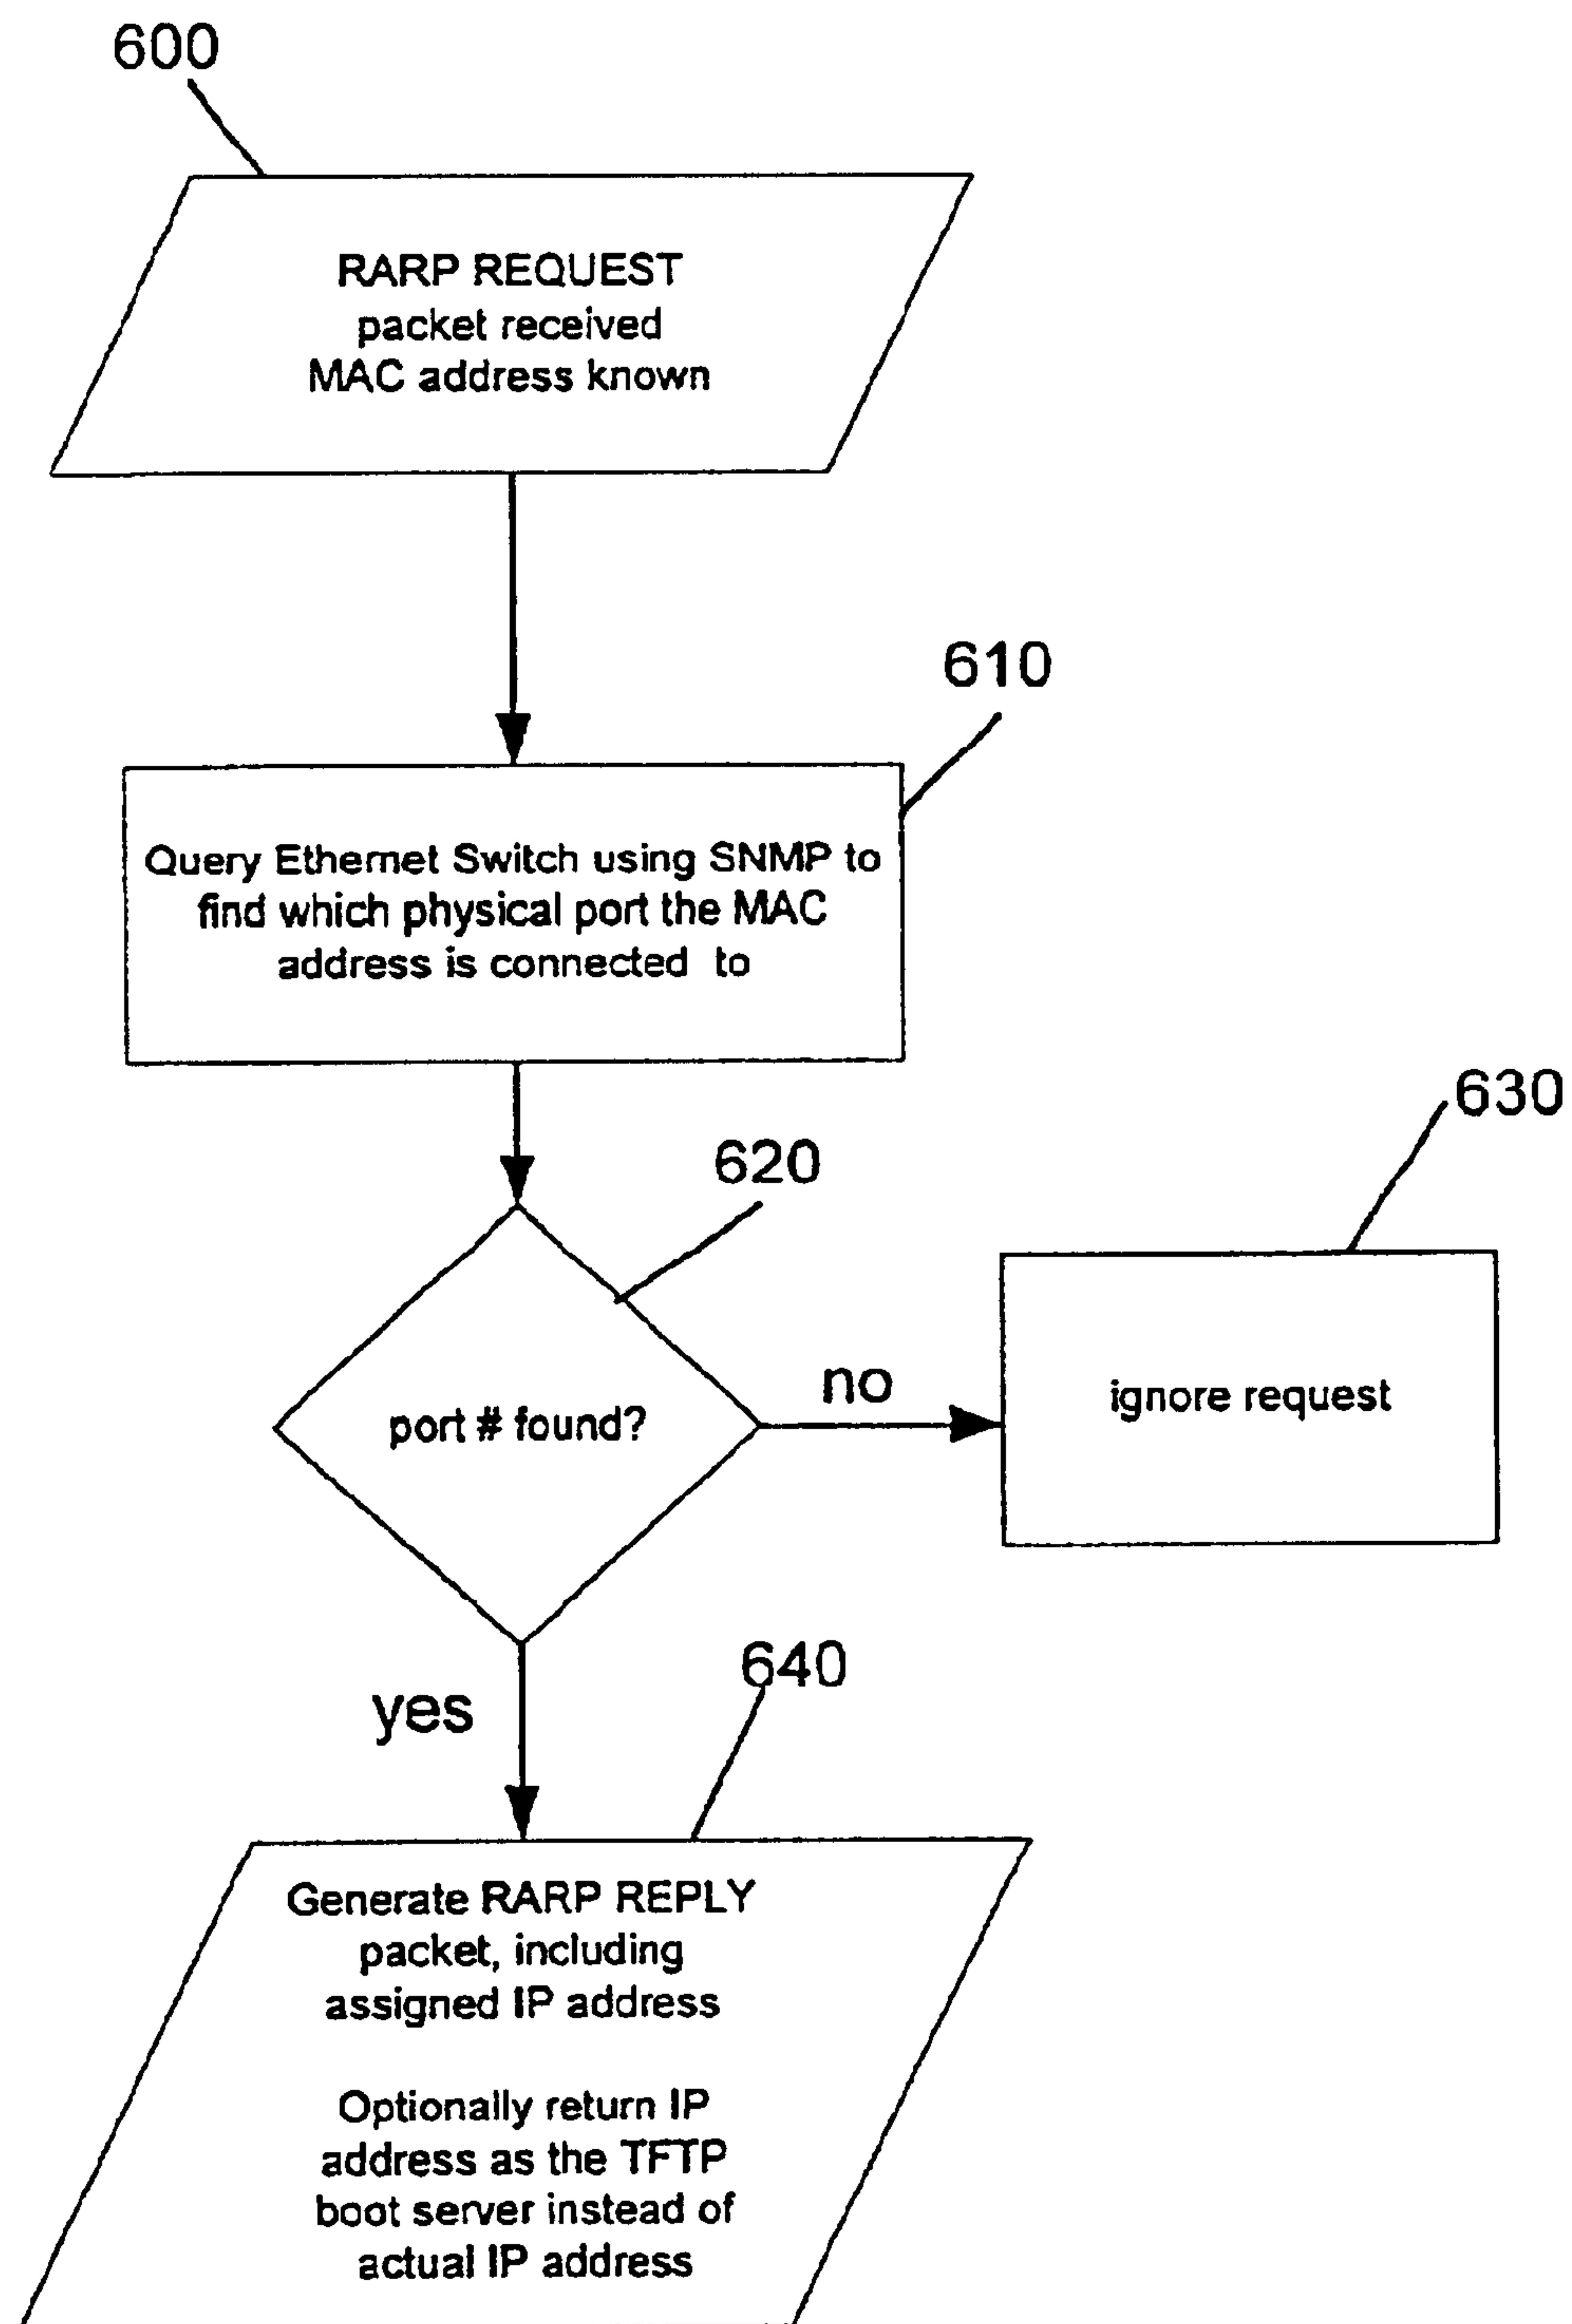 600
RARP REQUEST
packet received
MAC address known
610
Query Ethernet Switch using SNMP to
find which physical port the MAC
address is connected to
620
630
port # found?
no
ignore request
yes
640
Generate RARP REPLY
packet, including
assigned IP address
Optionally return IP
address as the TFTP
boot server instead of
actual IP address